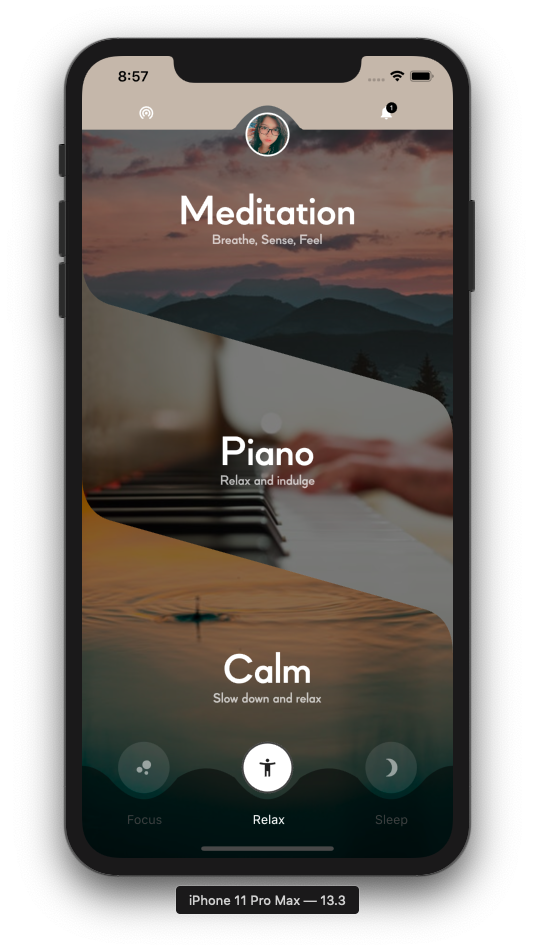 8:57
1
Meditation
Breathe, Sense, Feel
Piano
Relax and indulge
Calm
Slow down and relax
Focus
Relax
Sleep
iPhone 11 Pro Max — 13.3